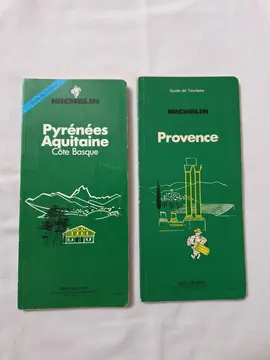 MICHELIN
Pyrénées
Aquitaine
Côte Basque
Guide de Tourisme
MICHELIN
Provence